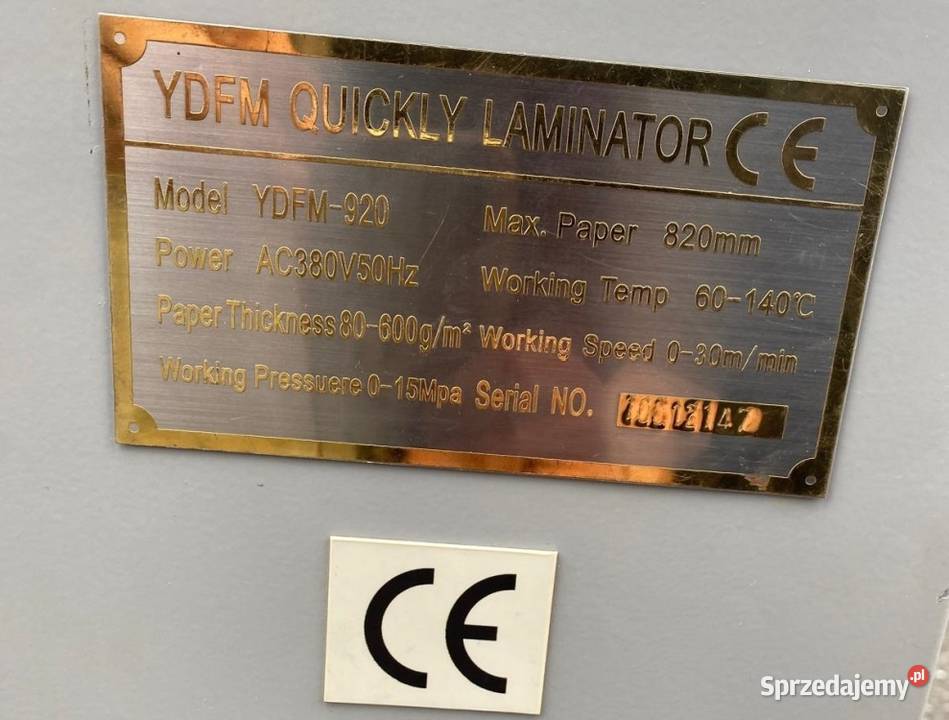 YDFM QUICKLY LAMINATOR CE
Model YDFM-920 Max. Paper 820mm
Power AC380V50Hz Working Temp 60-140℃
Paper Thickness 80-600g/m² Working Speed 0-30m/min
Working Pressuere 0-15Mpa Serial NO.
CE
Sprzedajemy.pl